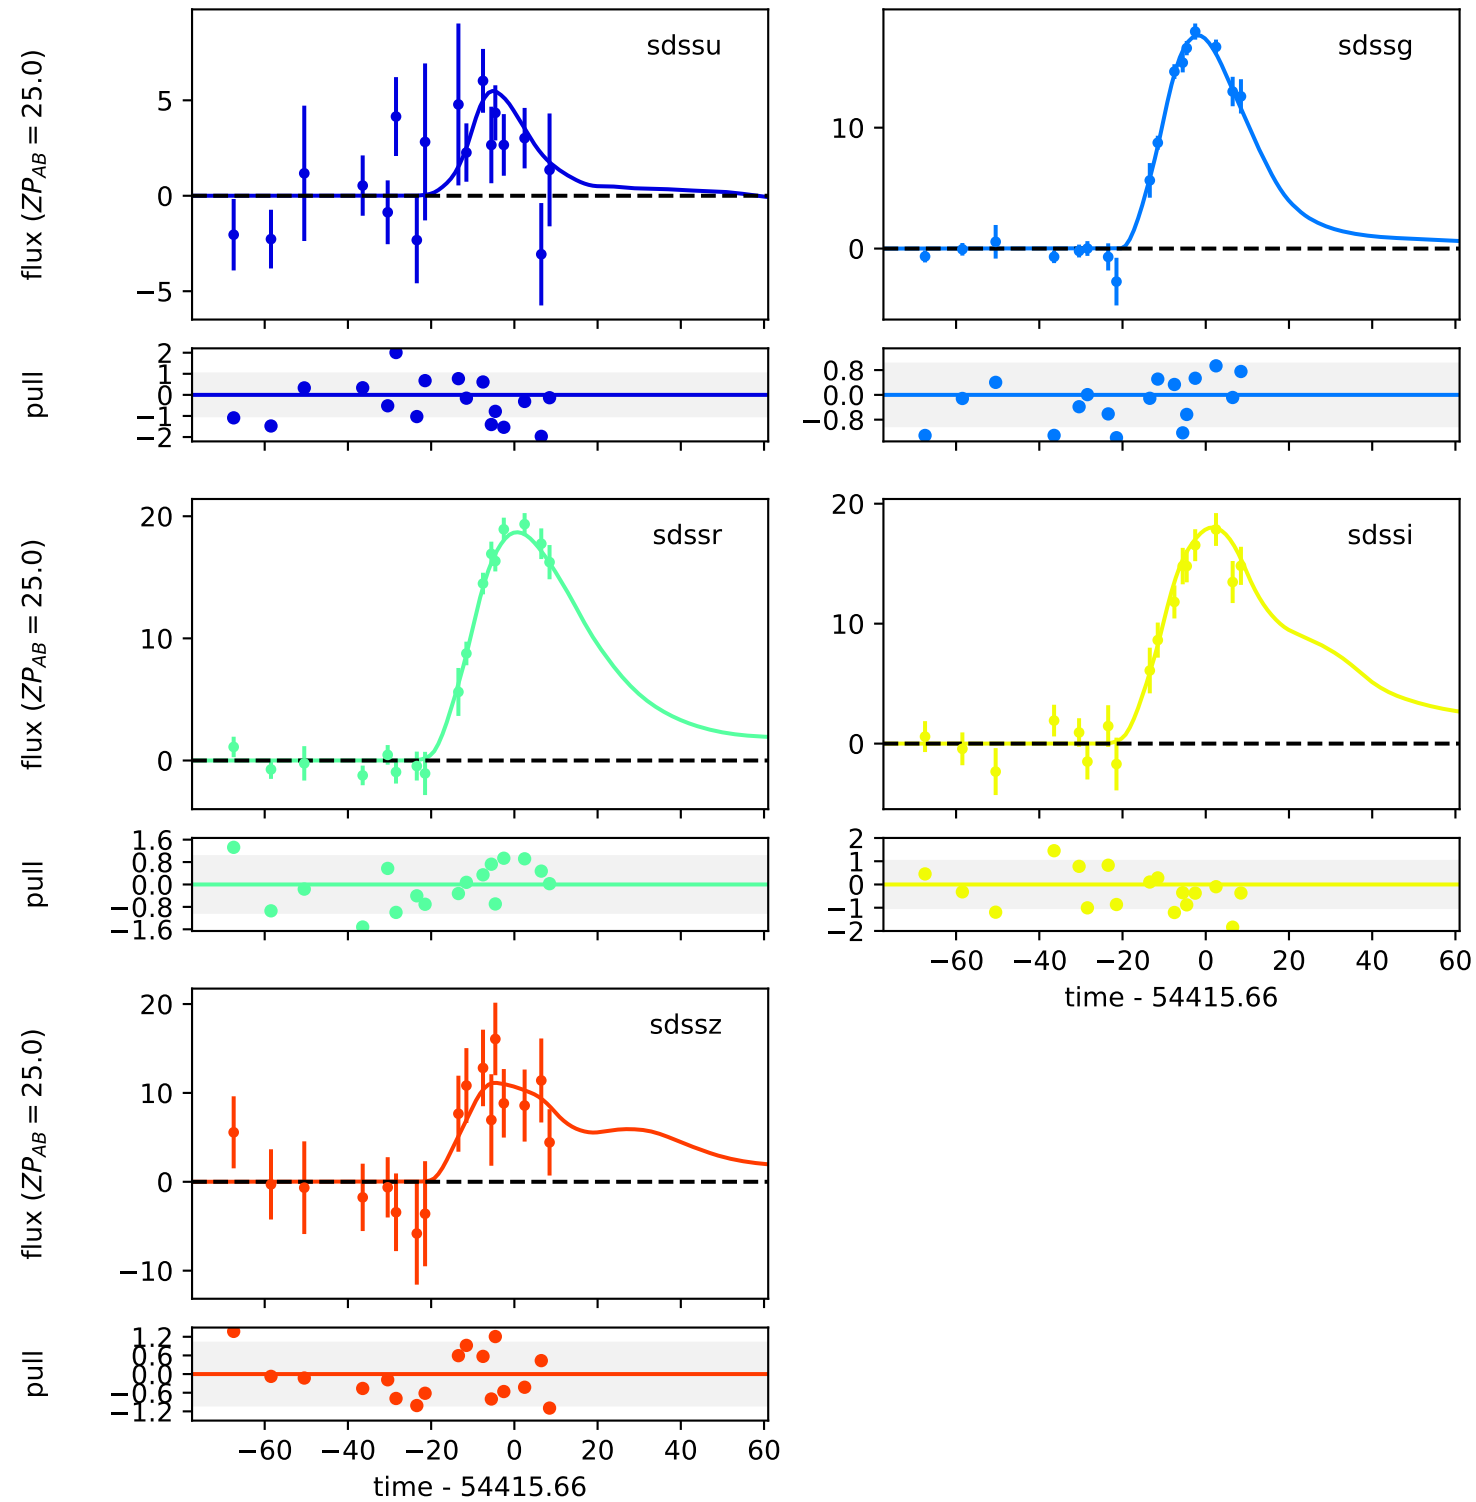 flux (ZP_AB = 25.0)
sdssu
5
0
−5
sdssg
10
0
pull
2
1
0
−1
−2
0.8
0.0
−0.8
flux (ZP_AB = 25.0)
sdssr
20
10
0
sdssi
20
10
0
pull
1.6
0.8
0.0
−0.8
−1.6
2
1
0
−1
−2
−60 −40 −20 0 20 40 60
time - 54415.66
flux (ZP_AB = 25.0)
sdssz
20
10
0
−10
pull
1.2
0.6
0.0
−0.6
−1.2
−60 −40 −20 0 20 40 60
time - 54415.66